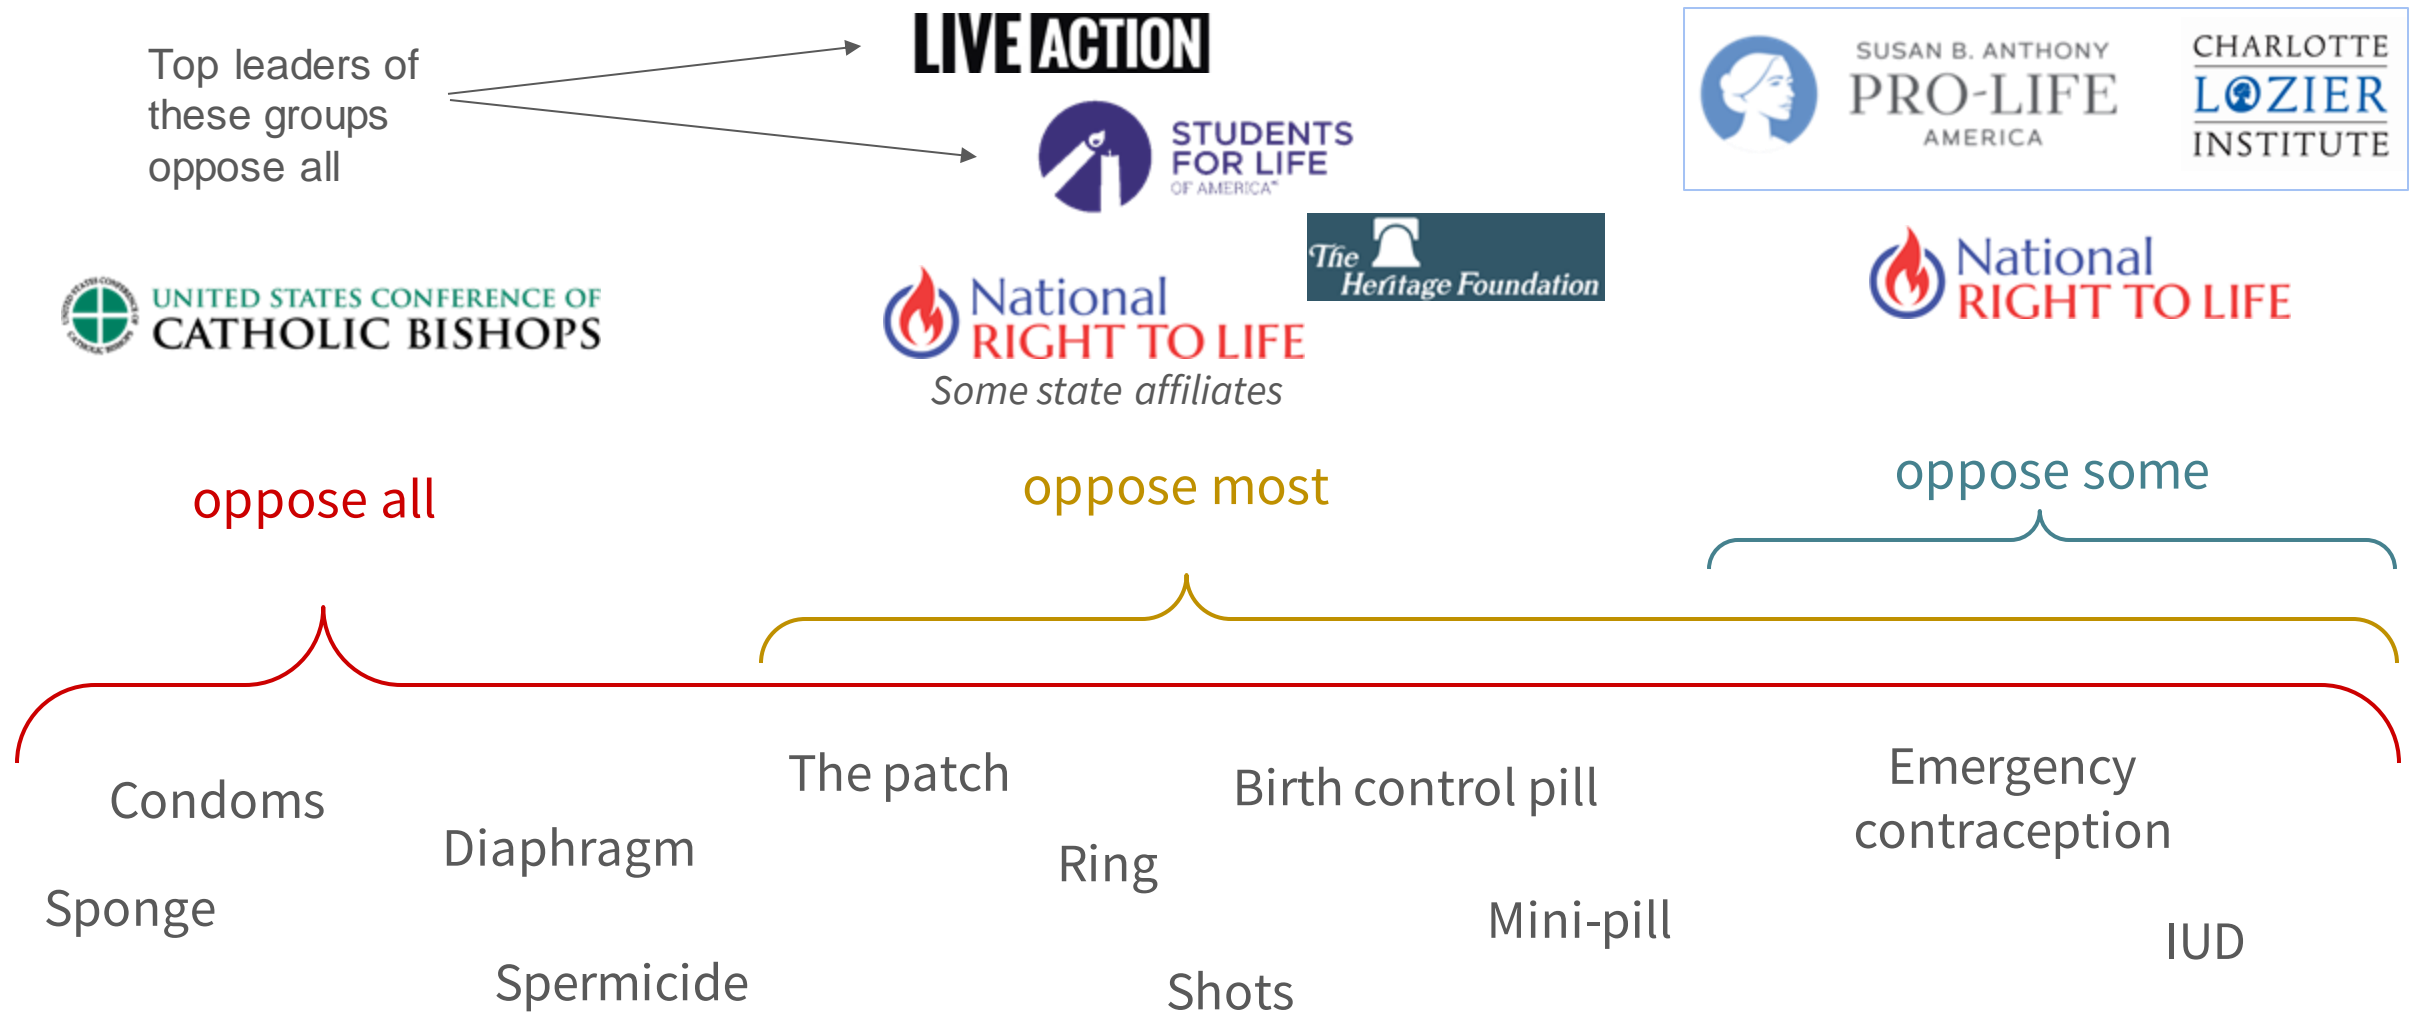 Top leaders of
these groups
oppose all
LIVE ACTION
STUDENTS
FOR LIFE
OF AMERICA
SUSAN B. ANTHONY
PRO-LIFE
AMERICA
CHARLOTTE
LOZIER
INSTITUTE
UNITED STATES CONFERENCE OF
CATHOLIC BISHOPS
National
RIGHT TO LIFE
Some state affiliates
The
Heritage Foundation
National
RIGHT TO LIFE
oppose all
oppose most
oppose some
Condoms
Diaphragm
Sponge
Spermicide
The patch
Ring
Birth control pill
Mini-pill
Shots
Emergency
contraception
IUD